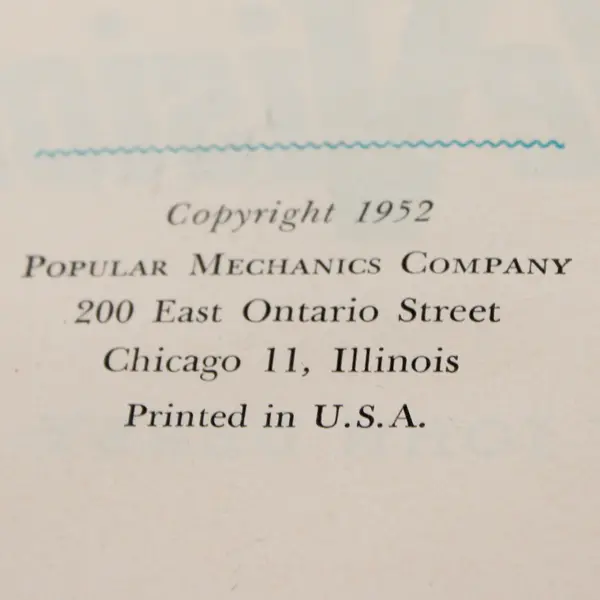 Copyright 1952
POPULAR MECHANICS COMPANY
200 East Ontario Street
Chicago 11, Illinois
Printed in U.S.A.